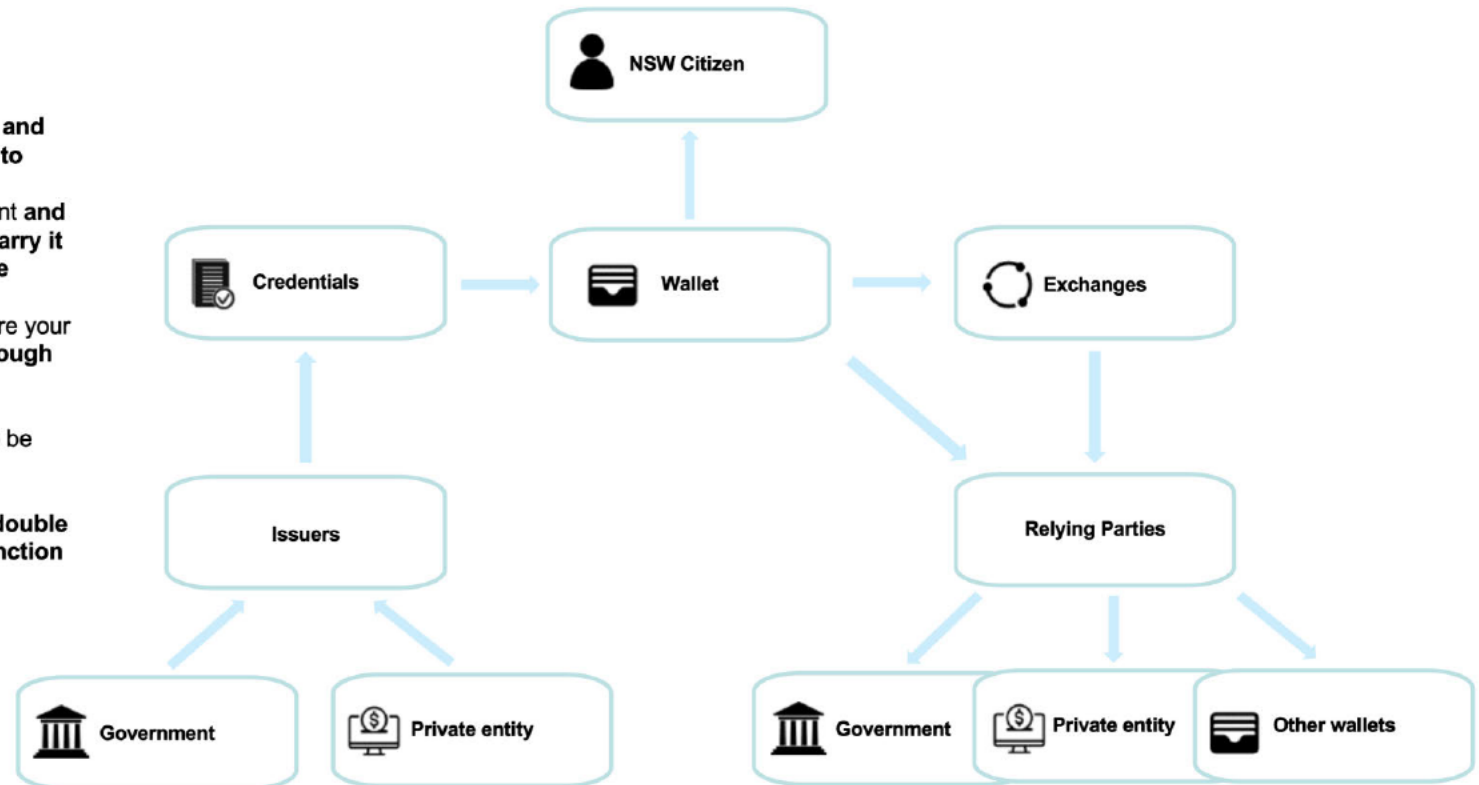 NSW Citizen
and
to
nt and
arry it
e
Credentials
Wallet
Exchanges
re your
ough
be
louble
nction
Issuers
Relying Parties
Government
Private entity
Government
Private entity
Other wallets